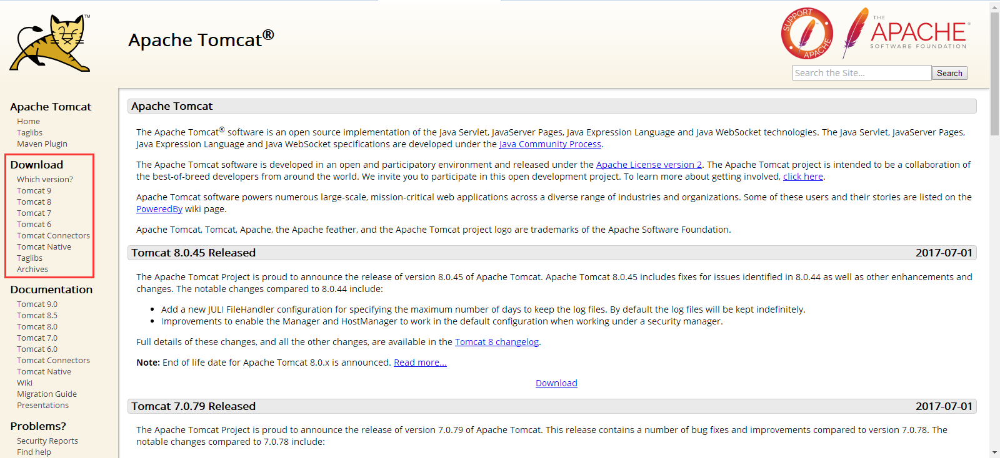 TM
Apache Tomcat®
SUPPORT APACHE
THE
APACHE®
SOFTWARE FOUNDATION
Search the Site...
Search
Apache Tomcat
Home
Taglibs
Maven Plugin
Download
Which version?
Tomcat 9
Tomcat 8
Tomcat 7
Tomcat 6
Tomcat Connectors
Tomcat Native
Taglibs
Archives
Documentation
Tomcat 9.0
Tomcat 8.5
Tomcat 8.0
Tomcat 7.0
Tomcat 6.0
Tomcat Connectors
Tomcat Native
Wiki
Migration Guide
Presentations
Problems?
Security Reports
Find help
Apache Tomcat
The Apache Tomcat® software is an open source implementation of the Java Servlet, JavaServer Pages, Java Expression Language and Java WebSocket technologies. The Java Servlet, JavaServer Pages,
Java Expression Language and Java WebSocket specifications are developed under the Java Community Process.
The Apache Tomcat software is developed in an open and participatory environment and released under the Apache License version 2. The Apache Tomcat project is intended to be a collaboration of
the best-of-breed developers from around the world. We invite you to participate in this open development project. To learn more about getting involved, click here.
Apache Tomcat software powers numerous large-scale, mission-critical web applications across a diverse range of industries and organizations. Some of these users and their stories are listed on the
PoweredBy wiki page.
Apache Tomcat, Tomcat, Apache, the Apache feather, and the Apache Tomcat project logo are trademarks of the Apache Software Foundation.
Tomcat 8.0.45 Released 2017-07-01
The Apache Tomcat Project is proud to announce the release of version 8.0.45 of Apache Tomcat. Apache Tomcat 8.0.45 includes fixes for issues identified in 8.0.44 as well as other enhancements and
changes. The notable changes compared to 8.0.44 include:
• Add a new JULI FileHandler configuration for specifying the maximum number of days to keep the log files. By default the log files will be kept indefinitely.
• Improvements to enable the Manager and HostManager to work in the default configuration when working under a security manager.
Full details of these changes, and all the other changes, are available in the Tomcat 8 changelog.
Note: End of life date for Apache Tomcat 8.0.x is announced. Read more...
Download
Tomcat 7.0.79 Released 2017-07-01
The Apache Tomcat Project is proud to announce the release of version 7.0.79 of Apache Tomcat. This release contains a number of bug fixes and improvements compared to version 7.0.78. The
notable changes compared to 7.0.78 include: